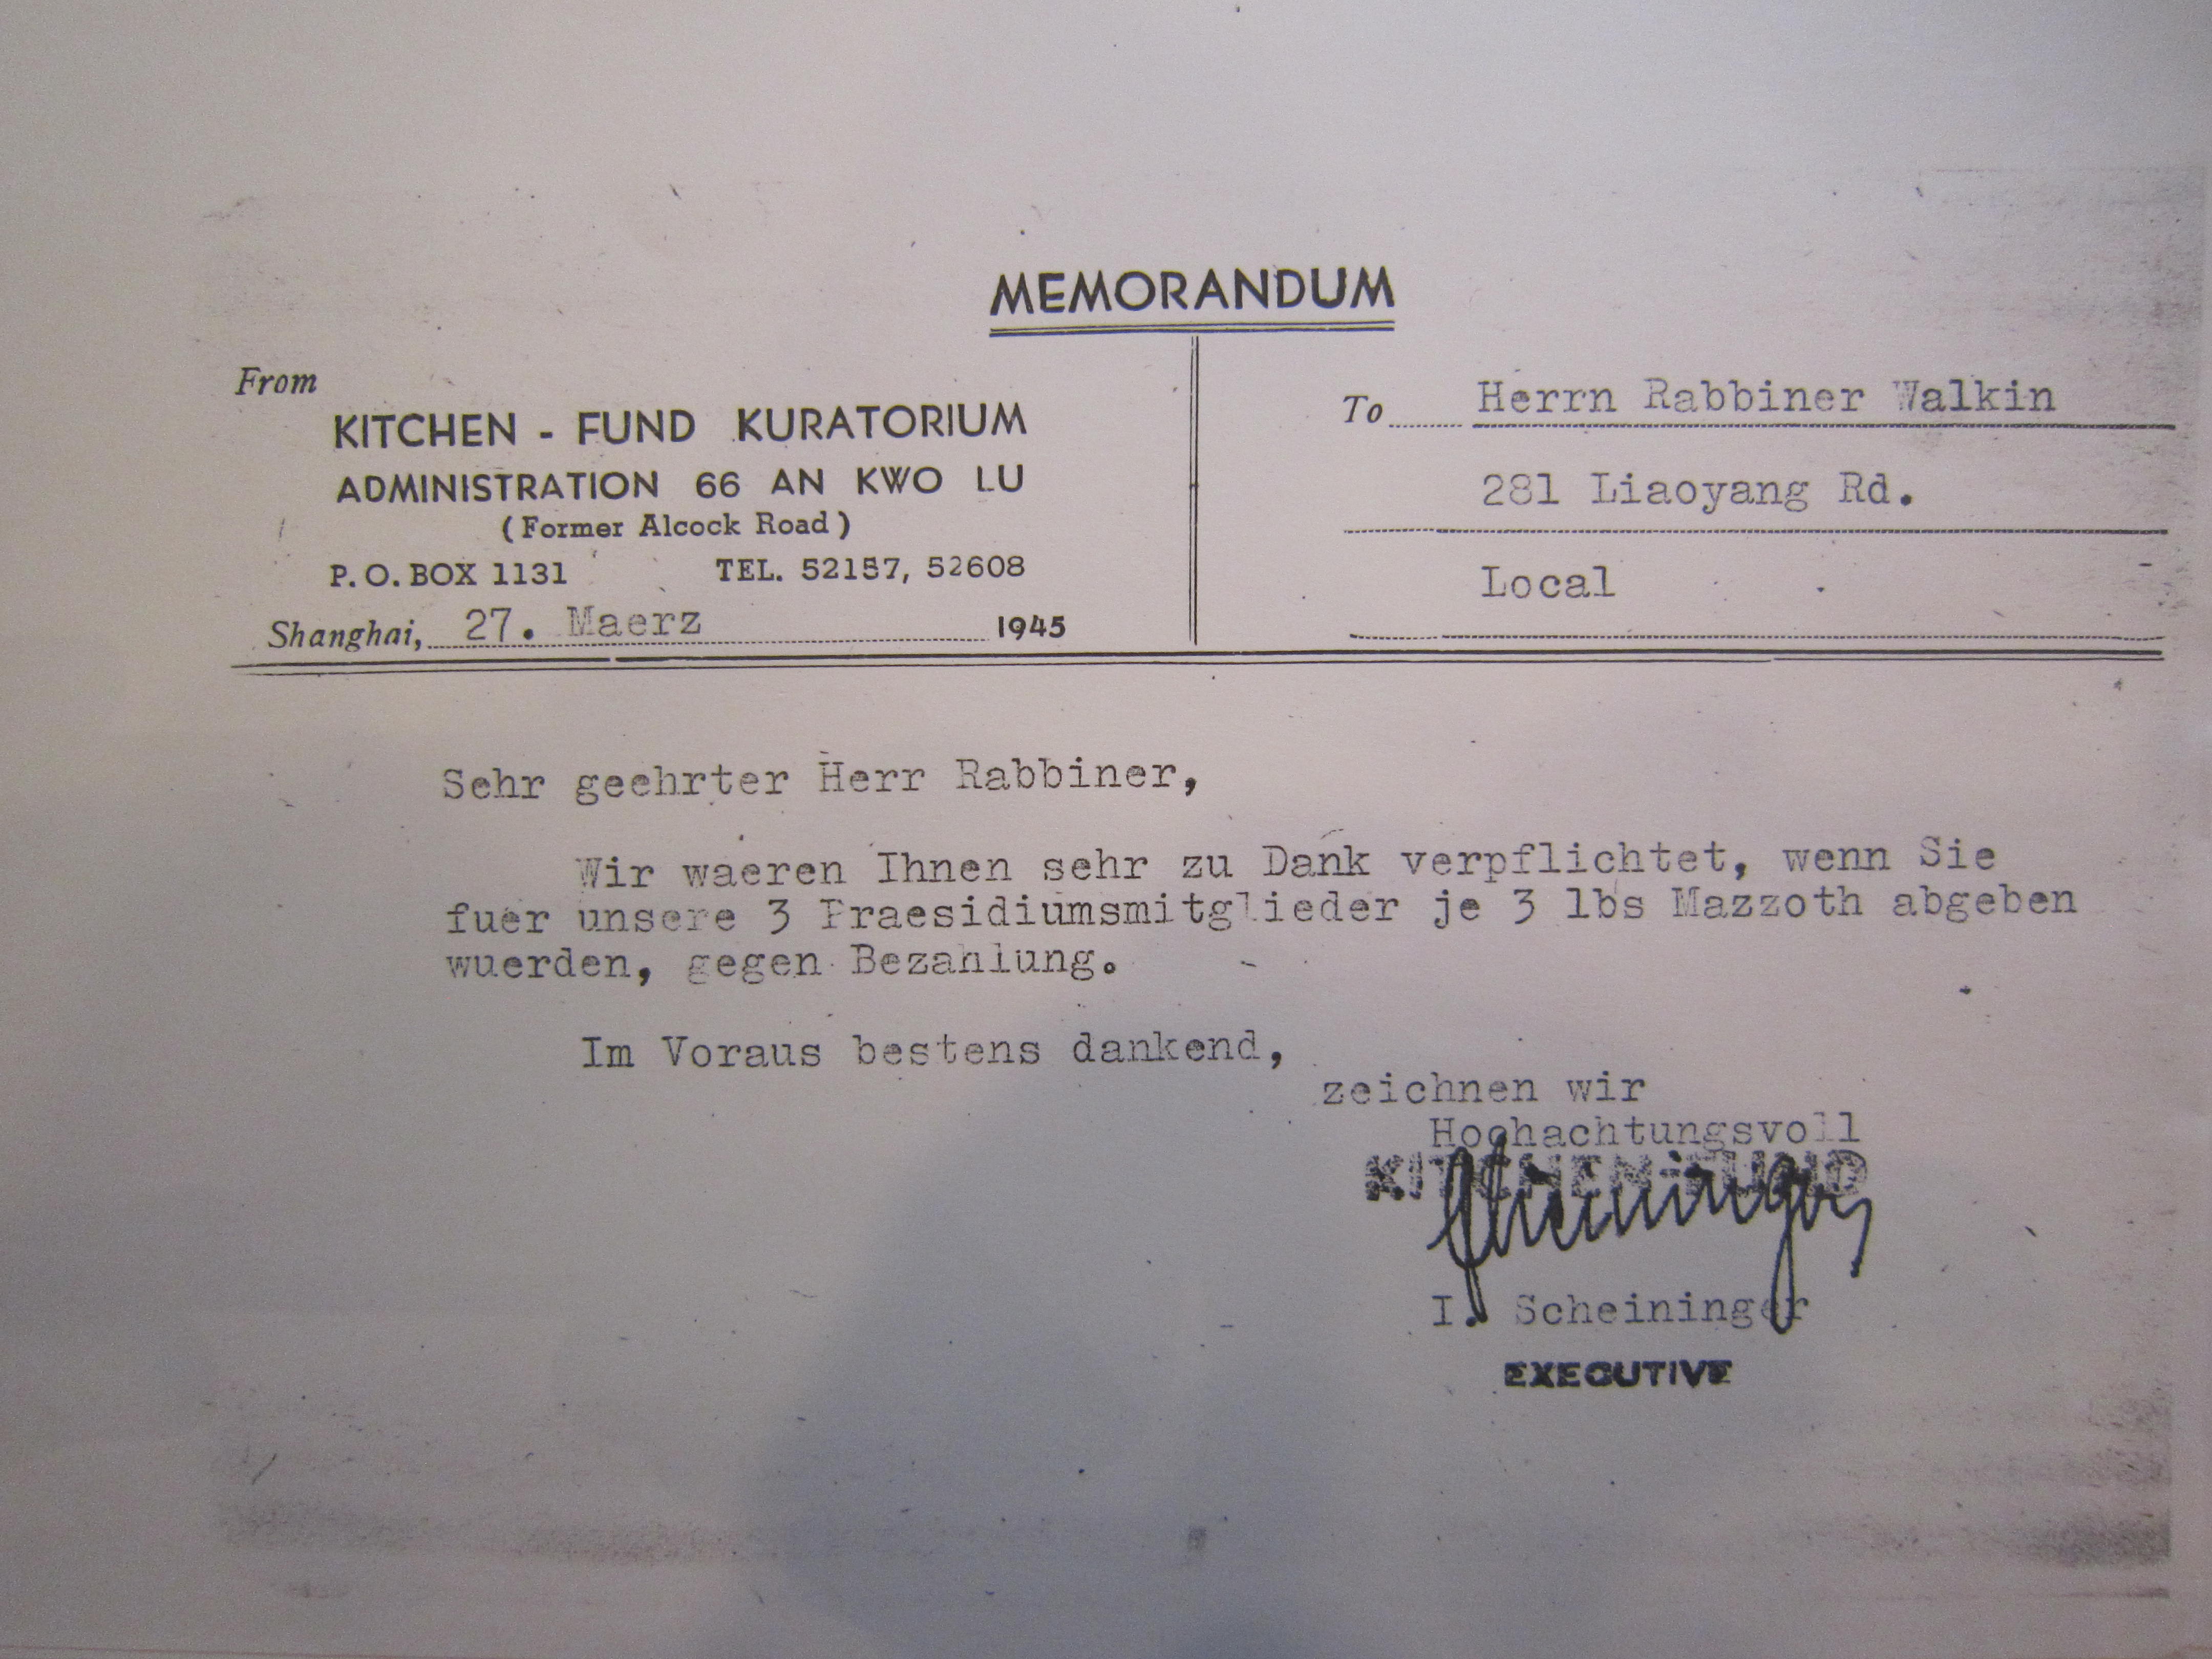 MEMORANDUM
From
KITCHEN - FUND KURATORIUM
ADMINISTRATION 66 AN KWO LU
(Former Alcock Road)
P.O. BOX 1131 TEL. 52157, 52608
Shanghai, 27. Maerz 1945
To Herrn Rabbiner Walkin
281 Liaoyang Rd.
Local
Sehr geehrter Herr Rabbiner,
Wir waeren Ihnen sehr zu Dank verpflichtet, wenn Sie
fuer unsere 3 Praesidiumsmitglieder je 3 lbs Mazzoth abgeben
wuerden, gegen Bezahlung.
Im Voraus bestens dankend,
zeichnen wir
Hochachtungsvoll
KITCHEN-FUND
Scheininger
I. Scheininger
EXECUTIVE